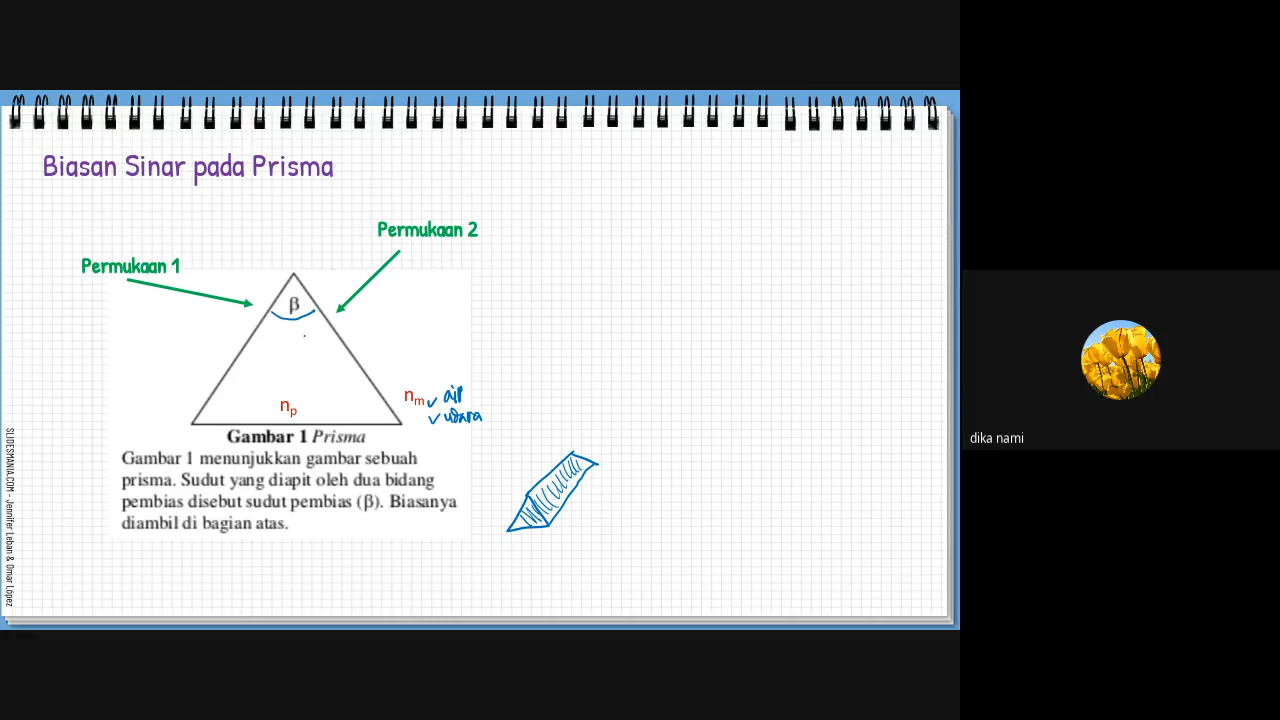 Biasan Sinar pada Prisma
Permukaan 2
Permukaan 1
β
np
nm ✓ air
✓ udara
Gambar 1 Prisma
Gambar 1 menunjukkan gambar sebuah
prisma. Sudut yang diapit oleh dua bidang
pembias disebut sudut pembias (β). Biasanya
diambil di bagian atas.
SLIDESMANIA.COM - Jennifer Leban & Omar López
dika nami